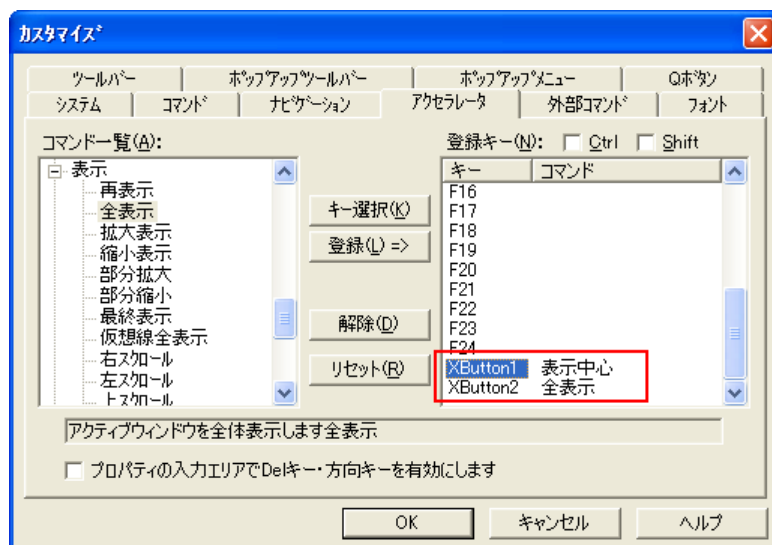 カスタマイズ
ツールバー ポップアップツールバー ポップアップメニュー Qボタン
システム コマンド ナビゲーション アクセラレータ 外部コマンド フォント
コマンド一覧(A):
登録キー(N): Ctrl Shift
表示
再表示
全表示
拡大表示
縮小表示
部分拡大
部分縮小
最終表示
仮想線全表示
右スクロール
左スクロール
上スクロール
キー選択(K)
登録(L) =>
解除(D)
リセット(R)
キー コマンド
F16
F17
F18
F19
F20
F21
F22
F23
F24
XButton1 表示中心
XButton2 全表示
アクティブウィンドウを全体表示します全表示
プロパティの入力エリアでDelキー・方向キーを有効にします
OK キャンセル ヘルプ